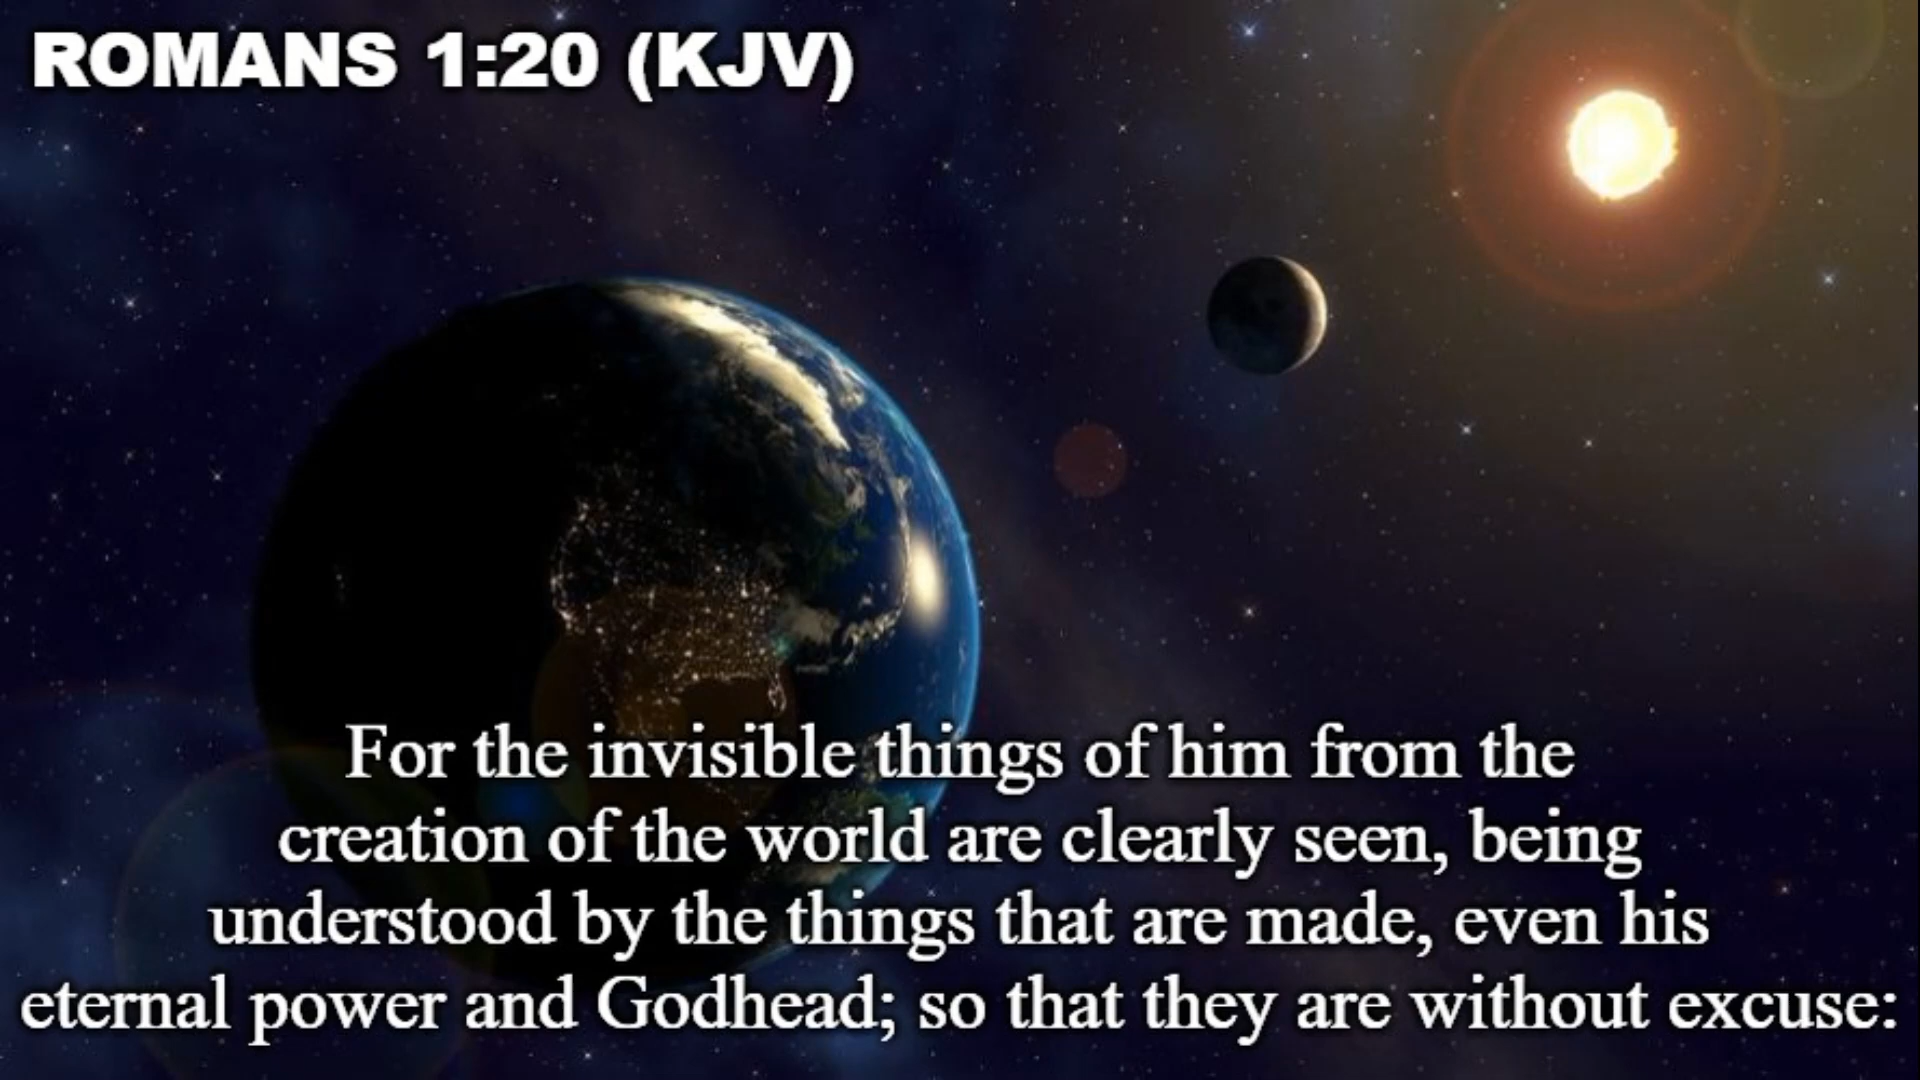 ROMANS 1:20 (KJV)
For the invisible things of him from the
creation of the world are clearly seen, being
understood by the things that are made, even his
eternal power and Godhead; so that they are without excuse: